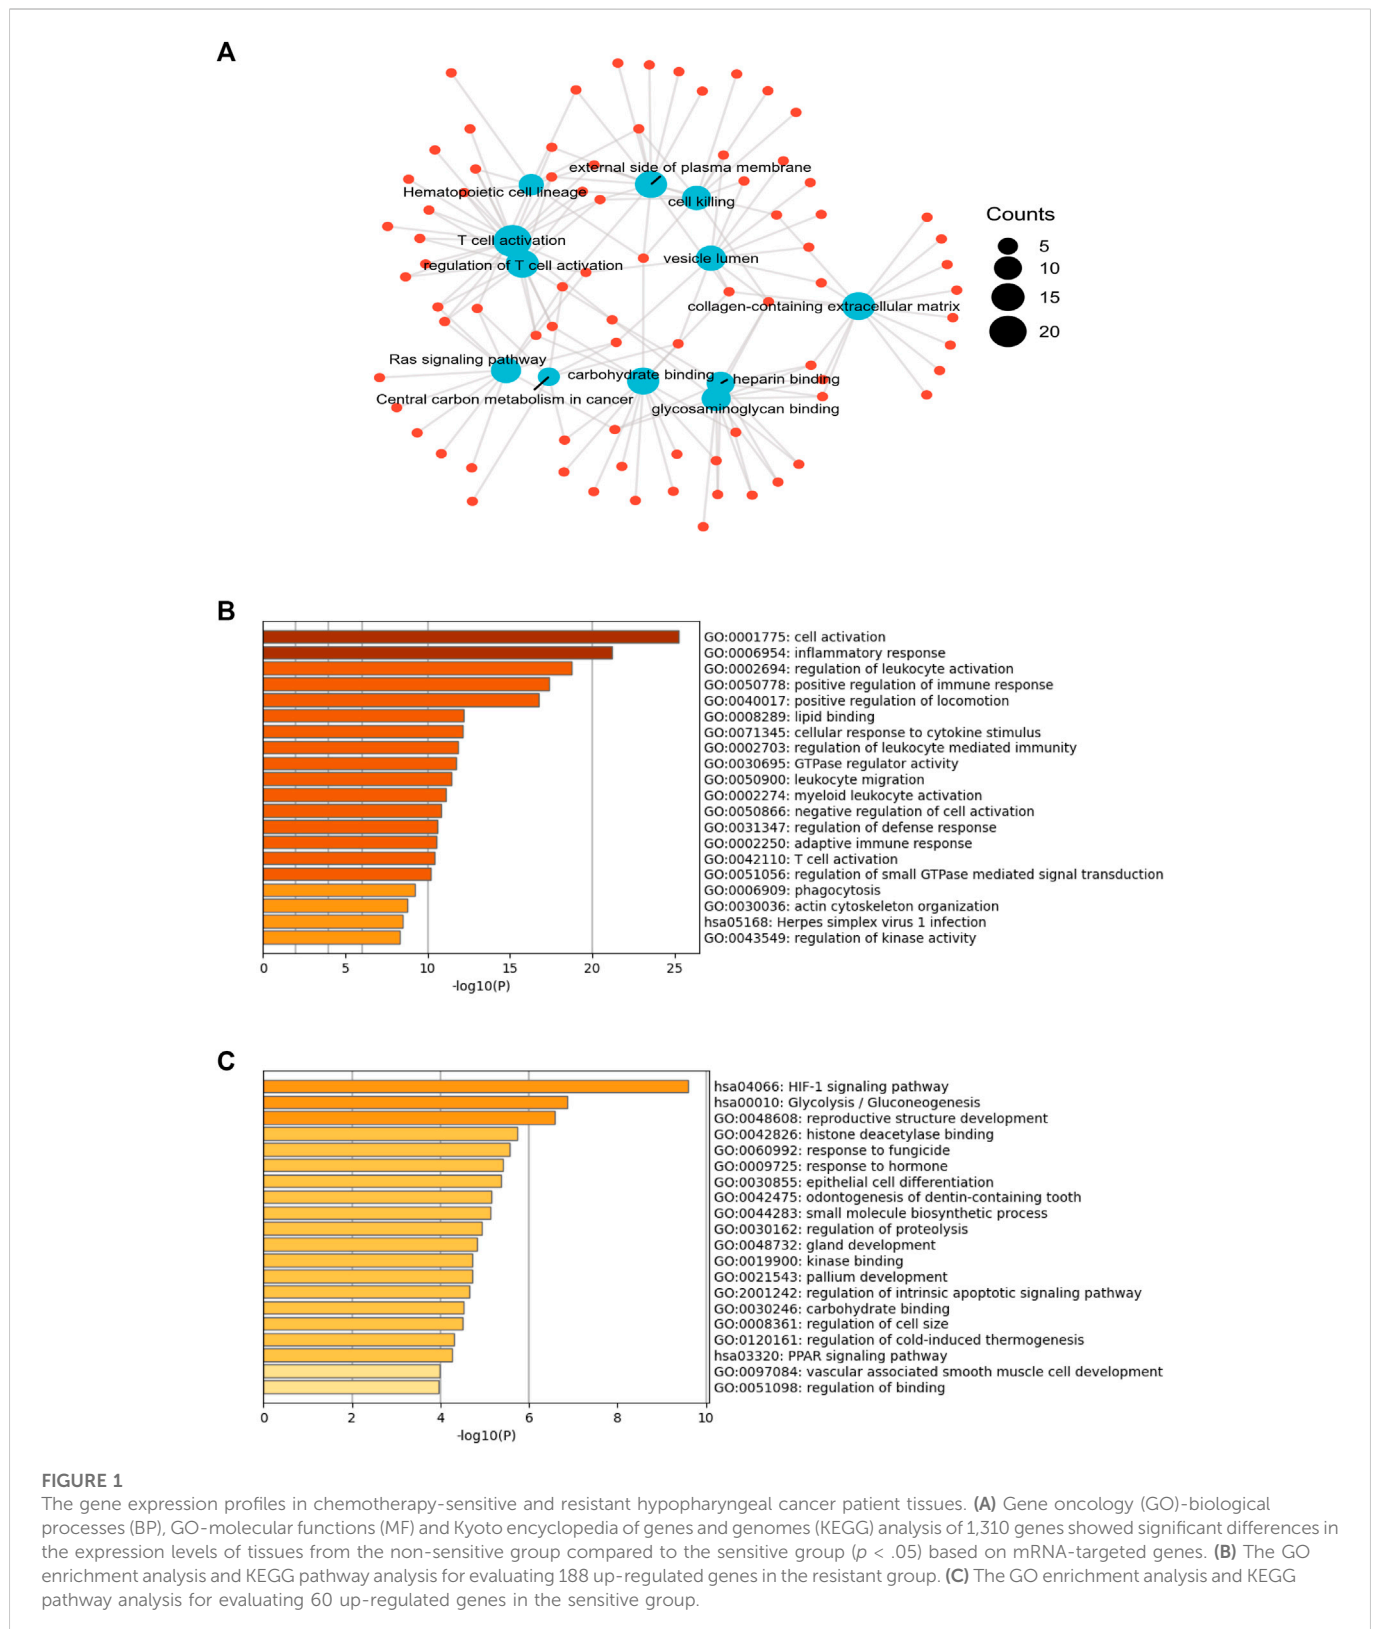 A
external side of plasma membrane
Hematopoietic cell lineage
cell killing
T cell activation
regulation of T cell activation
vesicle lumen
collagen-containing extracellular matrix
Ras signaling pathway
carbohydrate binding
heparin binding
Central carbon metabolism in cancer
glycosaminoglycan binding
Counts
5
10
15
20
B
GO:0001775: cell activation
GO:0006954: inflammatory response
GO:0002694: regulation of leukocyte activation
GO:0050778: positive regulation of immune response
GO:0040017: positive regulation of locomotion
GO:0008289: lipid binding
GO:0071345: cellular response to cytokine stimulus
GO:0002703: regulation of leukocyte mediated immunity
GO:0030695: GTPase regulator activity
GO:0050900: leukocyte migration
GO:0002274: myeloid leukocyte activation
GO:0050866: negative regulation of cell activation
GO:0031347: regulation of defense response
GO:0002250: adaptive immune response
GO:0042110: T cell activation
GO:0051056: regulation of small GTPase mediated signal transduction
GO:0006909: phagocytosis
GO:0030036: actin cytoskeleton organization
hsa05168: Herpes simplex virus 1 infection
GO:0043549: regulation of kinase activity
0 5 10 15 20 25
-log10(P)
C
hsa04066: HIF-1 signaling pathway
hsa00010: Glycolysis / Gluconeogenesis
GO:0048608: reproductive structure development
GO:0042826: histone deacetylase binding
GO:0060992: response to fungicide
GO:0009725: response to hormone
GO:0030855: epithelial cell differentiation
GO:0042475: odontogenesis of dentin-containing tooth
GO:0044283: small molecule biosynthetic process
GO:0030162: regulation of proteolysis
GO:0048732: gland development
GO:0019900: kinase binding
GO:0021543: pallium development
GO:2001242: regulation of intrinsic apoptotic signaling pathway
GO:0030246: carbohydrate binding
GO:0008361: regulation of cell size
GO:0120161: regulation of cold-induced thermogenesis
hsa03320: PPAR signaling pathway
GO:0097084: vascular associated smooth muscle cell development
GO:0051098: regulation of binding
0 2 4 6 8 10
-log10(P)
FIGURE 1
The gene expression profiles in chemotherapy-sensitive and resistant hypopharyngeal cancer patient tissues. (A) Gene oncology (GO)-biological
processes (BP), GO-molecular functions (MF) and Kyoto encyclopedia of genes and genomes (KEGG) analysis of 1,310 genes showed significant differences in
the expression levels of tissues from the non-sensitive group compared to the sensitive group (p < .05) based on mRNA-targeted genes. (B) The GO
enrichment analysis and KEGG pathway analysis for evaluating 188 up-regulated genes in the resistant group. (C) The GO enrichment analysis and KEGG
pathway analysis for evaluating 60 up-regulated genes in the sensitive group.